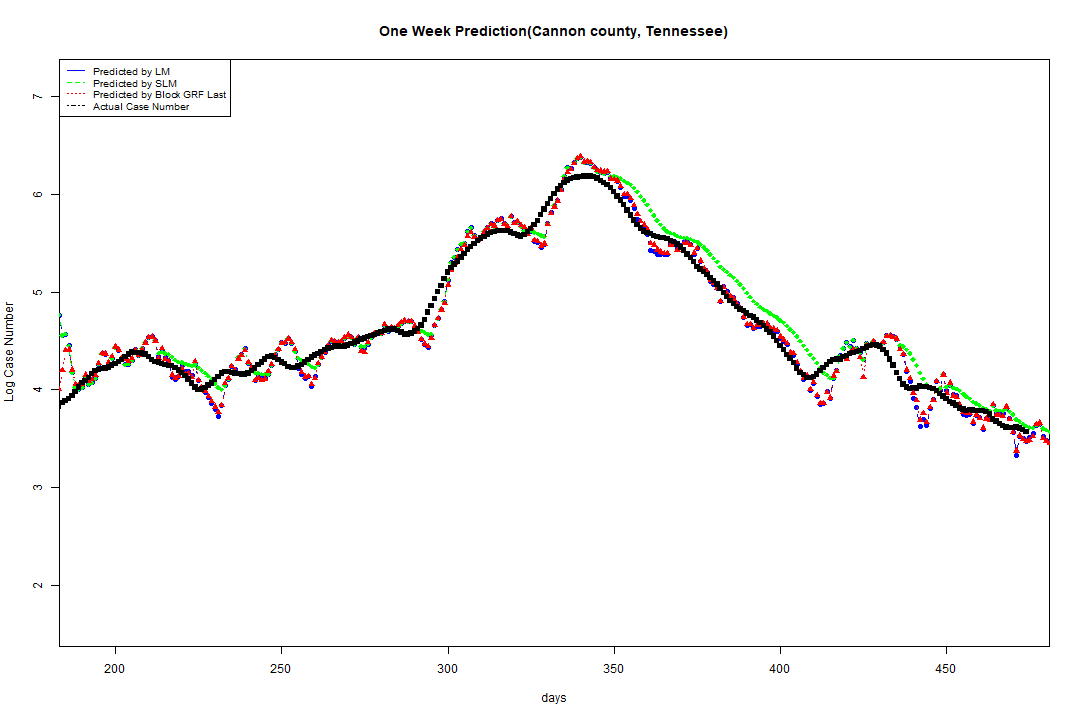 One Week Prediction(Cannon county, Tennessee)
Predicted by LM
Predicted by SLM
Predicted by Block GRF Last
Actual Case Number
7
6
5
4
3
2
Log Case Number
200 250 300 350 400 450
days